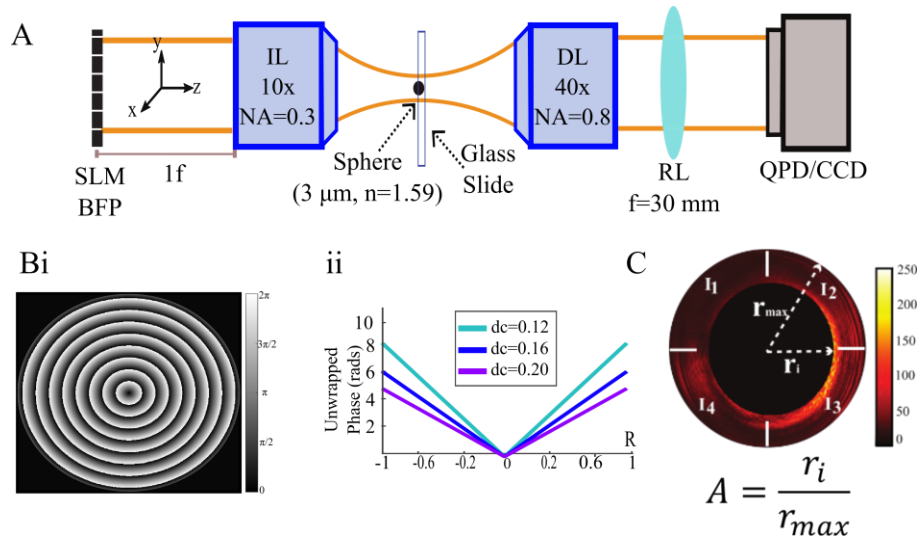 A
IL
10x
NA=0.3
DL
40x
NA=0.8
y
z
x
1f
SLM
BFP
Sphere
(3 μm, n=1.59)
Glass
Slide
RL
f=30 mm
QPD/CCD
Bi
2π
3π/2
π
π/2
0
ii
Unwrapped
Phase (rads)
10
8
6
4
2
dc=0.12
dc=0.16
dc=0.20
R
-1 -0.6 -0.2 0 0.2 0.6 1
C
I1 I2
rmax
ri
I4 I3
250
200
150
100
50
0
A = ri / rmax